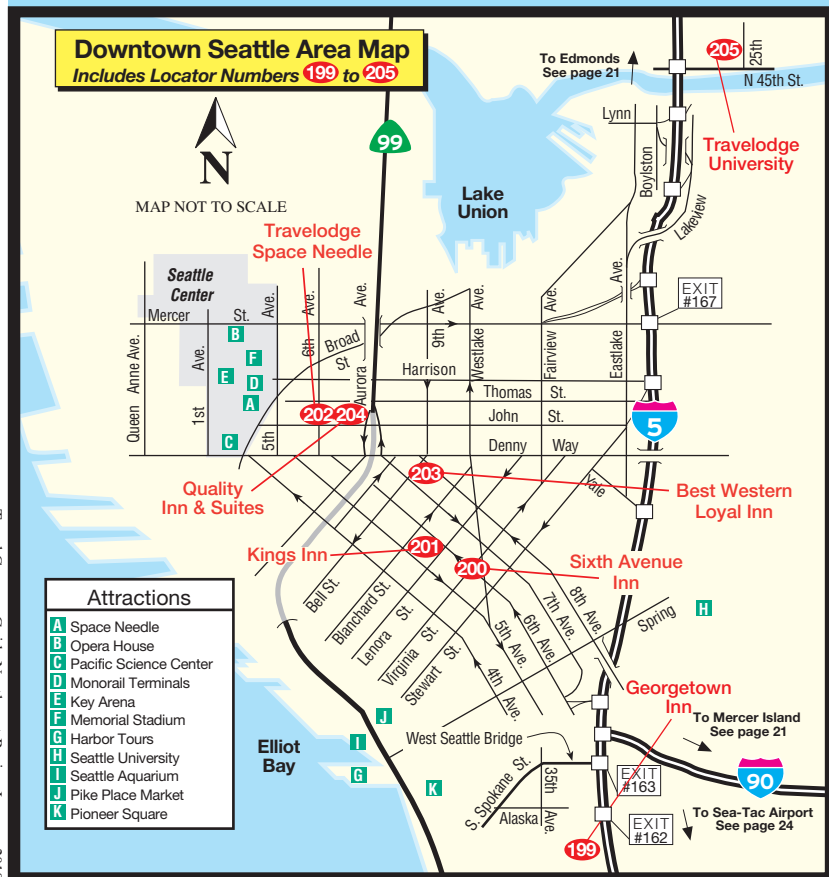 Downtown Seattle Area Map
Includes Locator Numbers 199 to 205
N
MAP NOT TO SCALE
99
To Edmonds
See page 21
205
25th
N 45th St.
Travelodge
University
Lynn
Boylston
Lakeview
Lake
Union
Travelodge
Space Needle
Seattle
Center
Mercer St.
Queen Anne Ave.
1st Ave.
5th Ave.
6th Ave.
Broad
St
Aurora Ave.
9th Ave.
Westlake Ave.
Fairview Ave.
Eastlake Ave.
EXIT
#167
Harrison
Thomas St.
John St.
Denny Way
Yale
5
B
F
E
D
A
C
202
204
203
201
200
Quality
Inn & Suites
Best Western
Loyal Inn
Kings Inn
Sixth Avenue
Inn
Bell St.
Blanchard St.
Lenora St.
Virginia St.
Stewart St.
4th Ave.
5th Ave.
6th Ave.
7th Ave.
8th Ave.
Spring
H
Georgetown
Inn
To Mercer Island
See page 21
90
West Seattle Bridge
S. Spokane St.
35th Ave.
Alaska
EXIT
#163
EXIT
#162
To Sea-Tac Airport
See page 24
199
Elliot
Bay
J
I
G
K
Attractions
A Space Needle
B Opera House
C Pacific Science Center
D Monorail Terminals
E Key Arena
F Memorial Stadium
G Harbor Tours
H Seattle University
I Seattle Aquarium
J Pike Place Market
K Pioneer Square